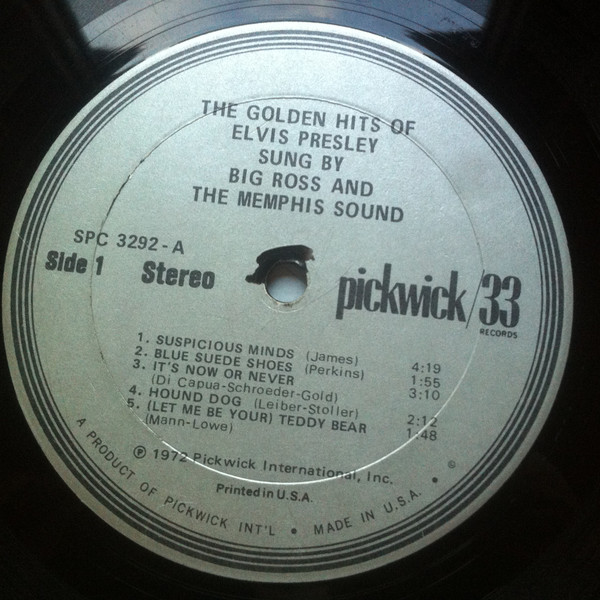 THE GOLDEN HITS OF
ELVIS PRESLEY
SUNG BY
BIG ROSS AND
THE MEMPHIS SOUND
SPC 3292-A
Side 1 Stereo
pickwick/33
RECORDS
1. SUSPICIOUS MINDS (James) 4:19
2. BLUE SUEDE SHOES (Perkins) 1:55
3. IT'S NOW OR NEVER 3:10
(Di Capua-Schroeder-Gold)
4. HOUND DOG (Leiber-Stoller) 2:12
5. (LET ME BE YOUR) TEDDY BEAR 1:48
(Mann-Lowe)
℗ 1972 Pickwick International, Inc.
Printed in U.S.A.
A PRODUCT OF PICKWICK INT'L • MADE IN U.S.A. • ©